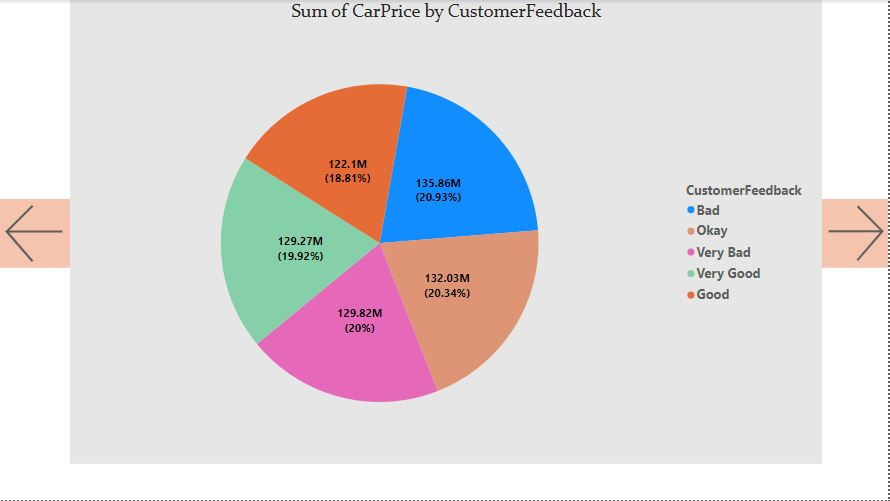 Sum of CarPrice by CustomerFeedback
122.1M
(18.81%)
135.86M
(20.93%)
129.27M
(19.92%)
132.03M
(20.34%)
129.82M
(20%)
CustomerFeedback
Bad
Okay
Very Bad
Very Good
Good